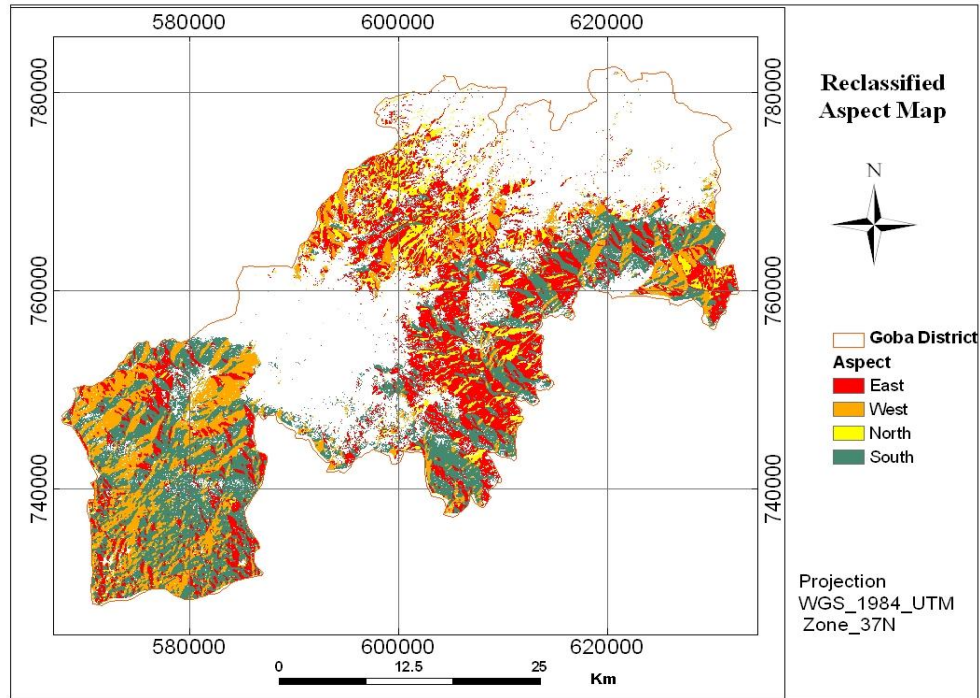 580000 600000 620000
Reclassified
Aspect Map
N
780000 780000
760000 760000
740000 740000
Goba District
Aspect
East
West
North
South
Projection
WGS_1984_UTM
Zone_37N
580000 600000 620000
0 12.5 25
Km